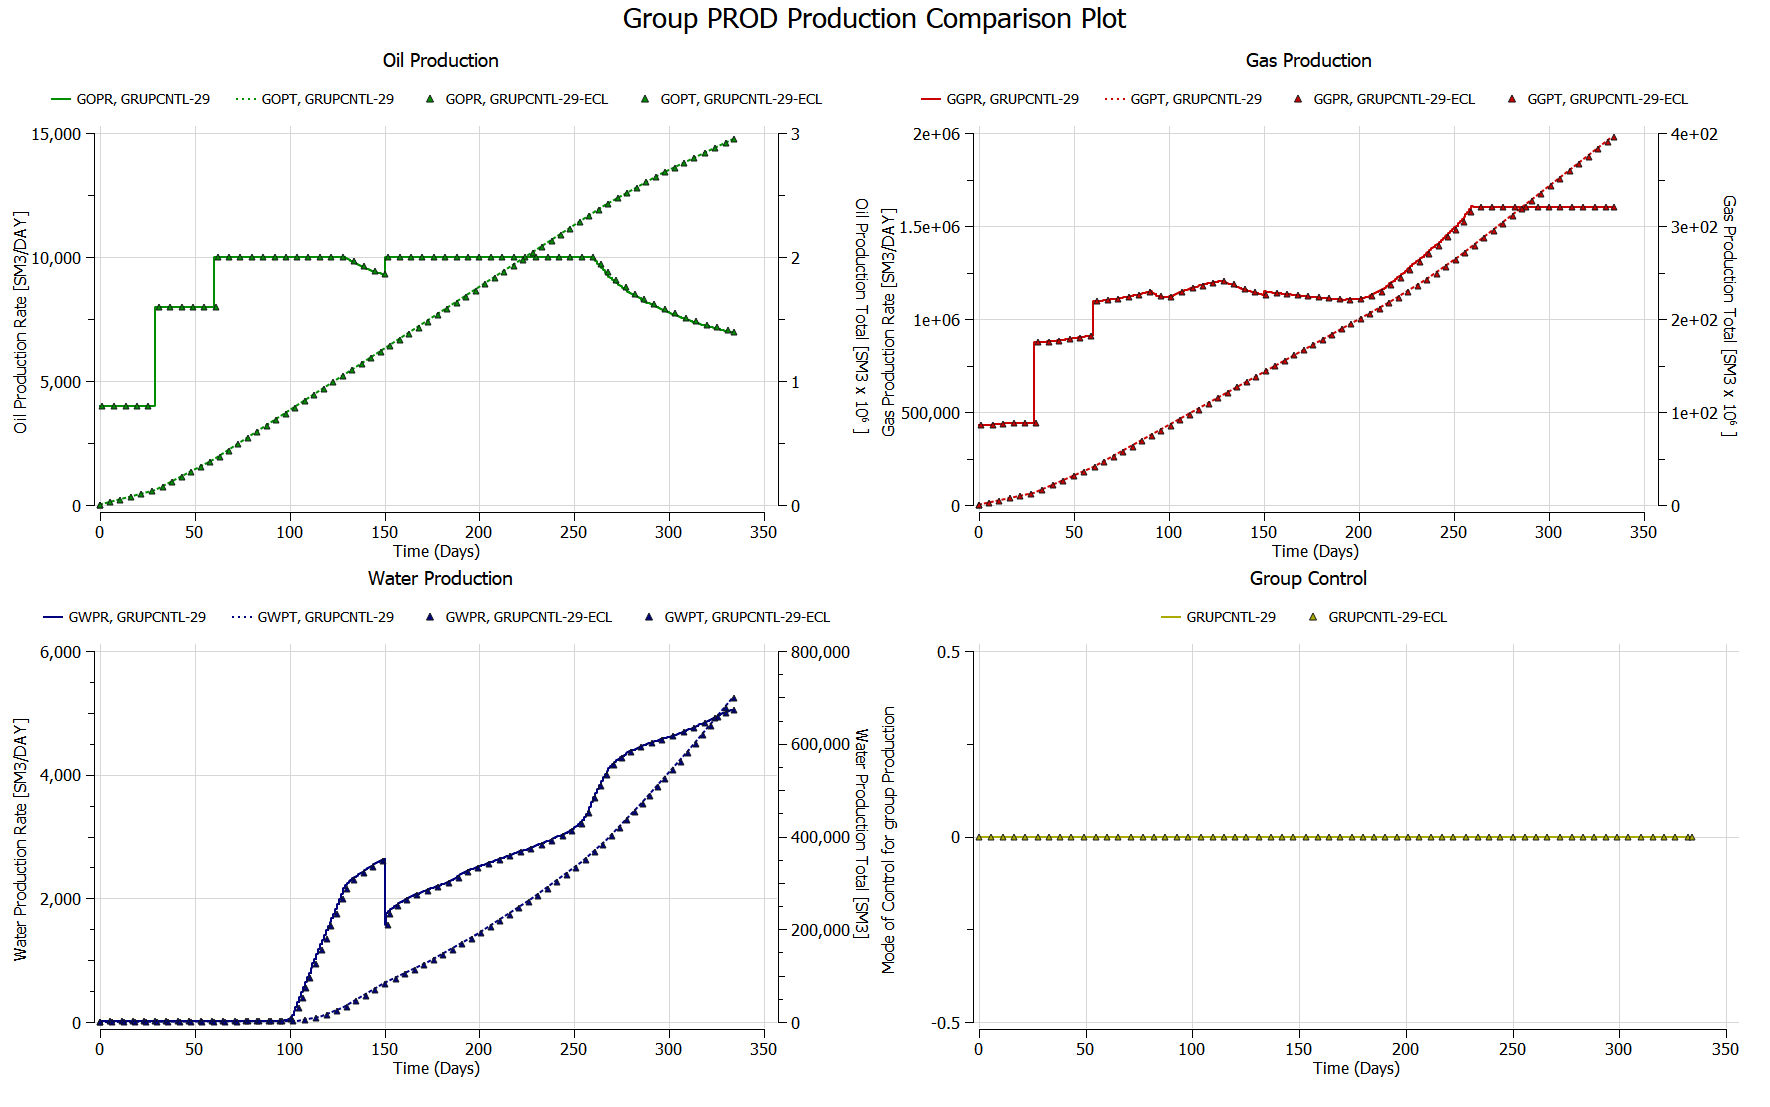 Group PROD Production Comparison Plot
Oil Production
GOPR, GRUPCNTL-29 GOPT, GRUPCNTL-29 GOPR, GRUPCNTL-29-ECL GOPT, GRUPCNTL-29-ECL
15,000
10,000
5,000
0
Oil Production Rate [SM3/DAY]
3
2
1
0
Oil Production Total [SM3 x 10⁶ ]
0 50 100 150 200 250 300 350
Time (Days)
Gas Production
GGPR, GRUPCNTL-29 GGPT, GRUPCNTL-29 GGPR, GRUPCNTL-29-ECL GGPT, GRUPCNTL-29-ECL
2e+06
1.5e+06
1e+06
500,000
0
Gas Production Rate [SM3/DAY]
4e+02
3e+02
2e+02
1e+02
0
Gas Production Total [SM3 x 10⁶ ]
0 50 100 150 200 250 300 350
Time (Days)
Water Production
GWPR, GRUPCNTL-29 GWPT, GRUPCNTL-29 GWPR, GRUPCNTL-29-ECL GWPT, GRUPCNTL-29-ECL
6,000
4,000
2,000
0
Water Production Rate [SM3/DAY]
800,000
600,000
400,000
200,000
0
Water Production Total [SM3]
0 50 100 150 200 250 300 350
Time (Days)
Group Control
GRUPCNTL-29 GRUPCNTL-29-ECL
0.5
0
-0.5
Mode of Control for group Production
0 50 100 150 200 250 300 350
Time (Days)